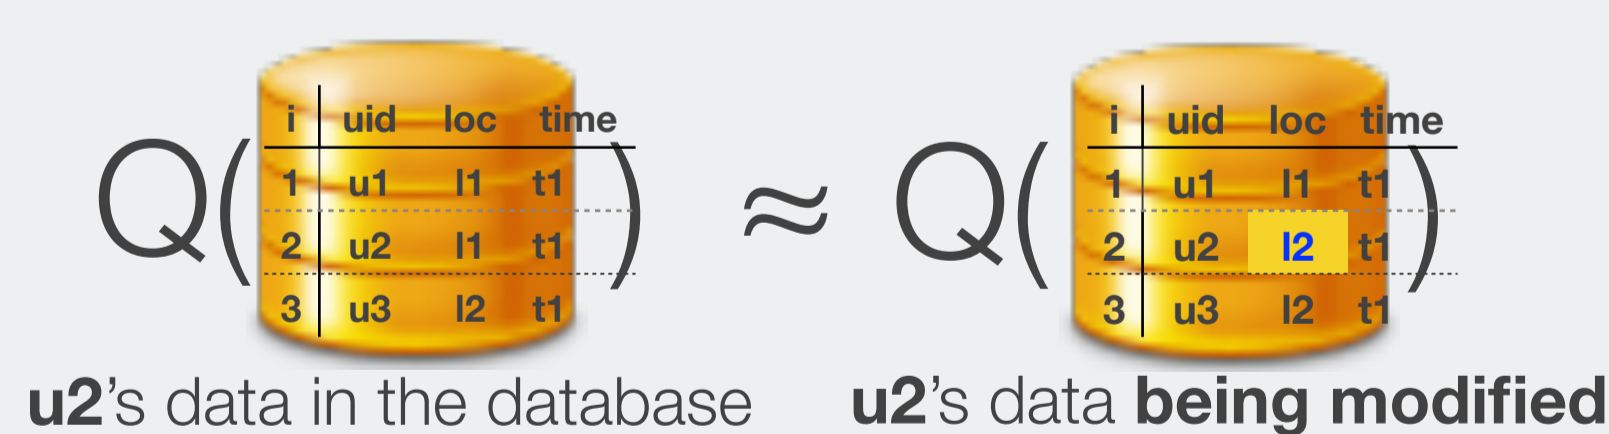 i uid loc time i uid loc time
Q( 1 u1 l1 t1 ) ≈ Q( 1 u1 l1 t1 )
2 u2 l1 t1 2 u2 l2 t1
3 u3 l2 t1 3 u3 l2 t1
u2's data in the database u2's data being modified